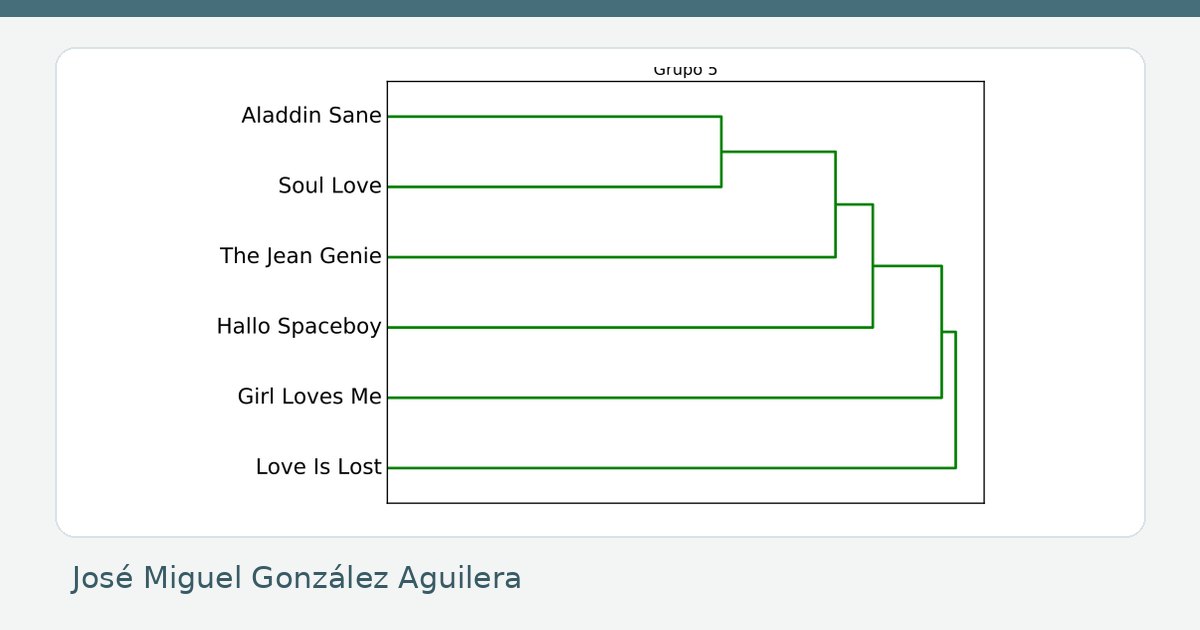 Grupo 5
Aladdin Sane
Soul Love
The Jean Genie
Hallo Spaceboy
Girl Loves Me
Love Is Lost
José Miguel González Aguilera